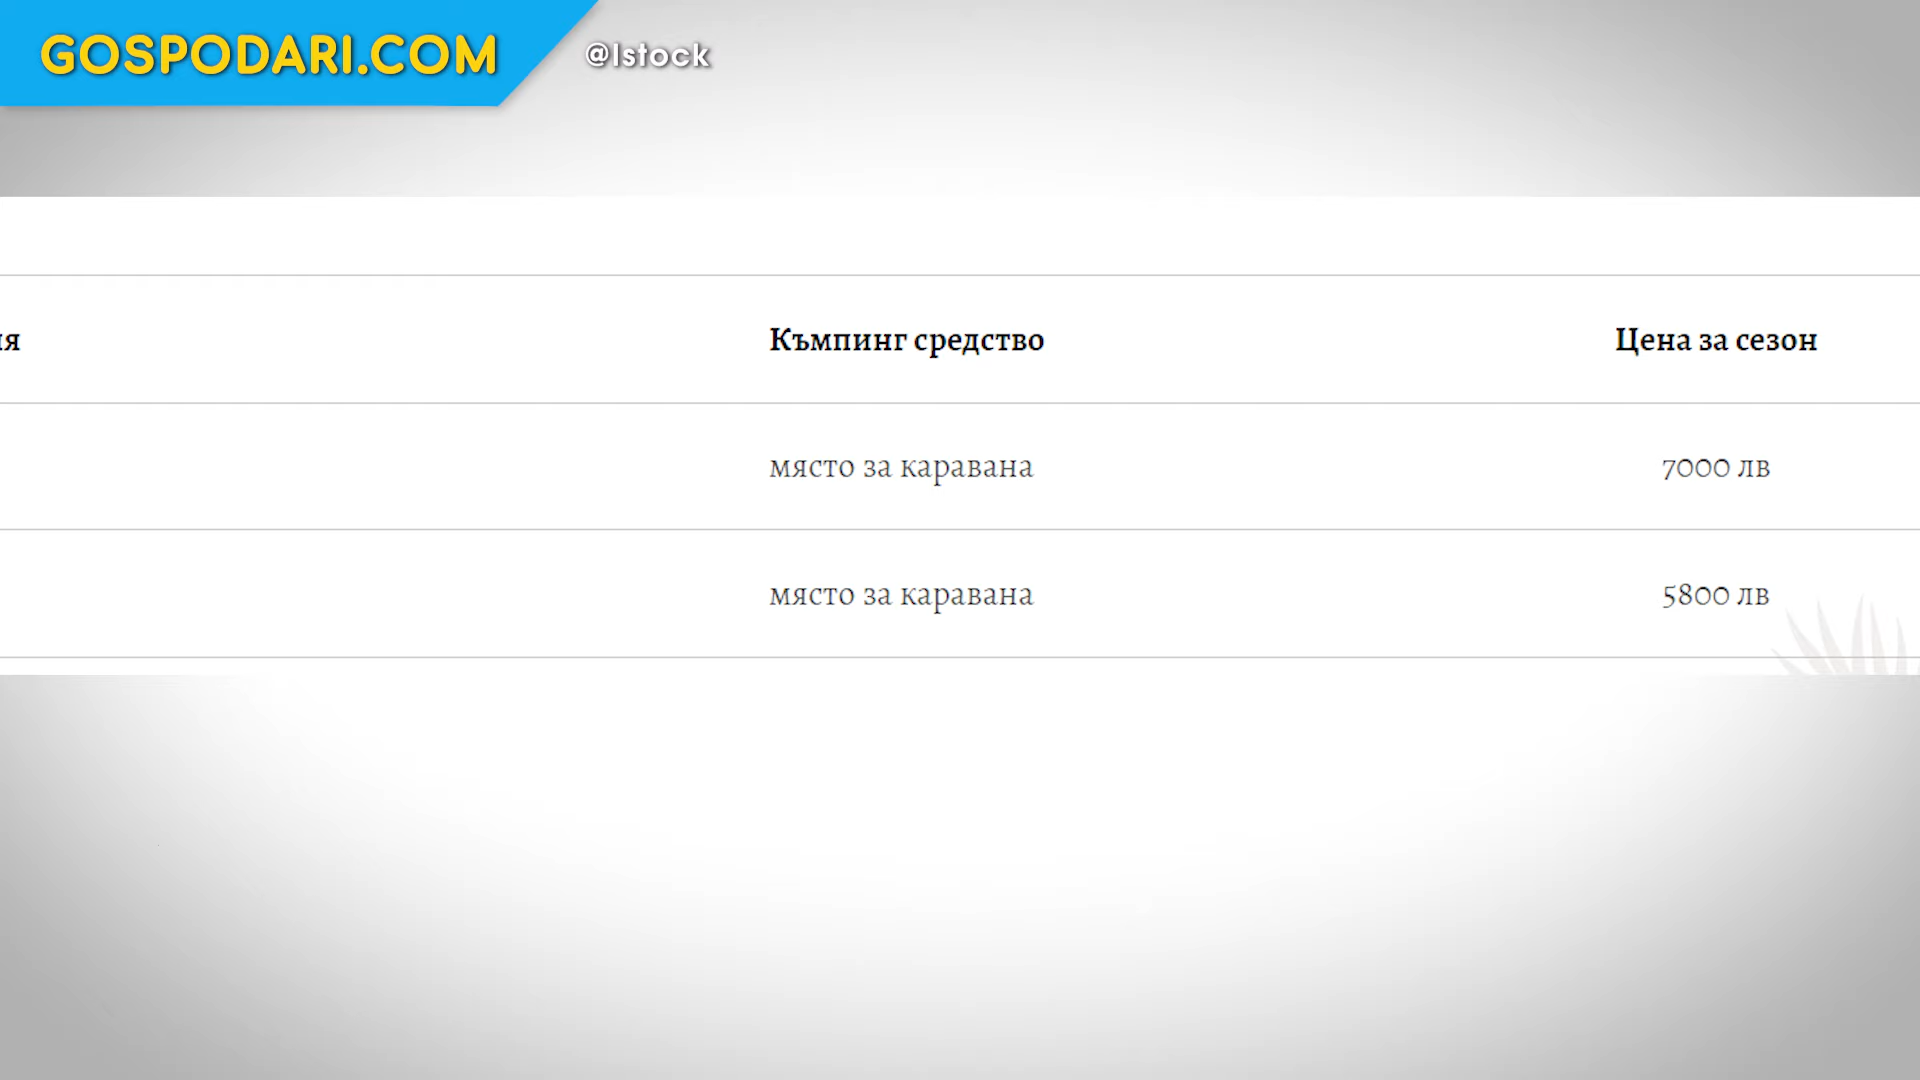 GOSPODARI.COM
@Istock
Къмпинг средство Цена за сезон
място за каравана 7000 лв
място за каравана 5800 лв